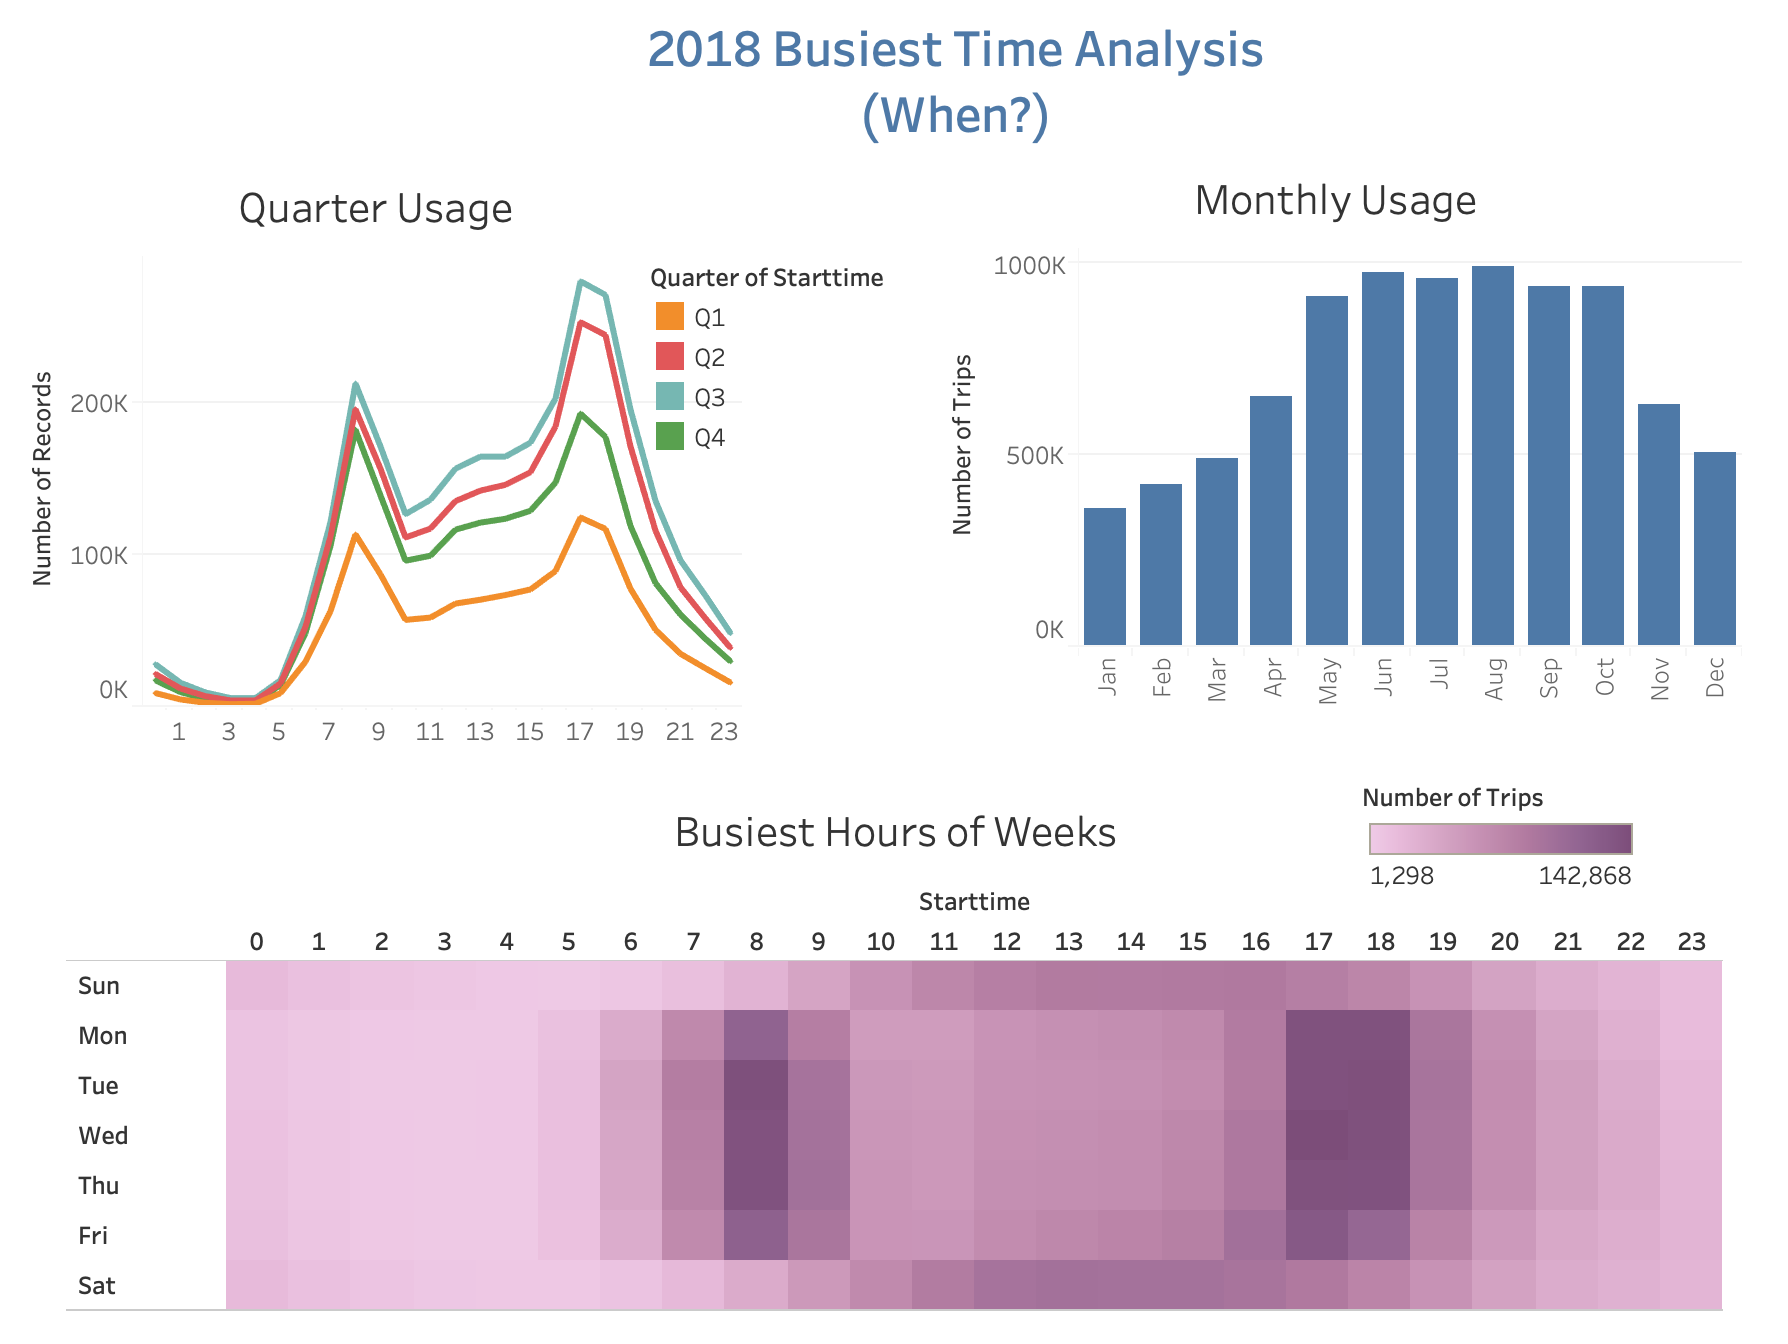 2018 Busiest Time Analysis
(When?)
Quarter Usage
Number of Records
200K
100K
0K
1 3 5 7 9 11 13 15 17 19 21 23
Quarter of Starttime
Q1
Q2
Q3
Q4
Monthly Usage
Number of Trips
1000K
500K
0K
Jan Feb Mar Apr May Jun Jul Aug Sep Oct Nov Dec
Number of Trips
1,298 142,868
Busiest Hours of Weeks
Starttime
0 1 2 3 4 5 6 7 8 9 10 11 12 13 14 15 16 17 18 19 20 21 22 23
Sun
Mon
Tue
Wed
Thu
Fri
Sat